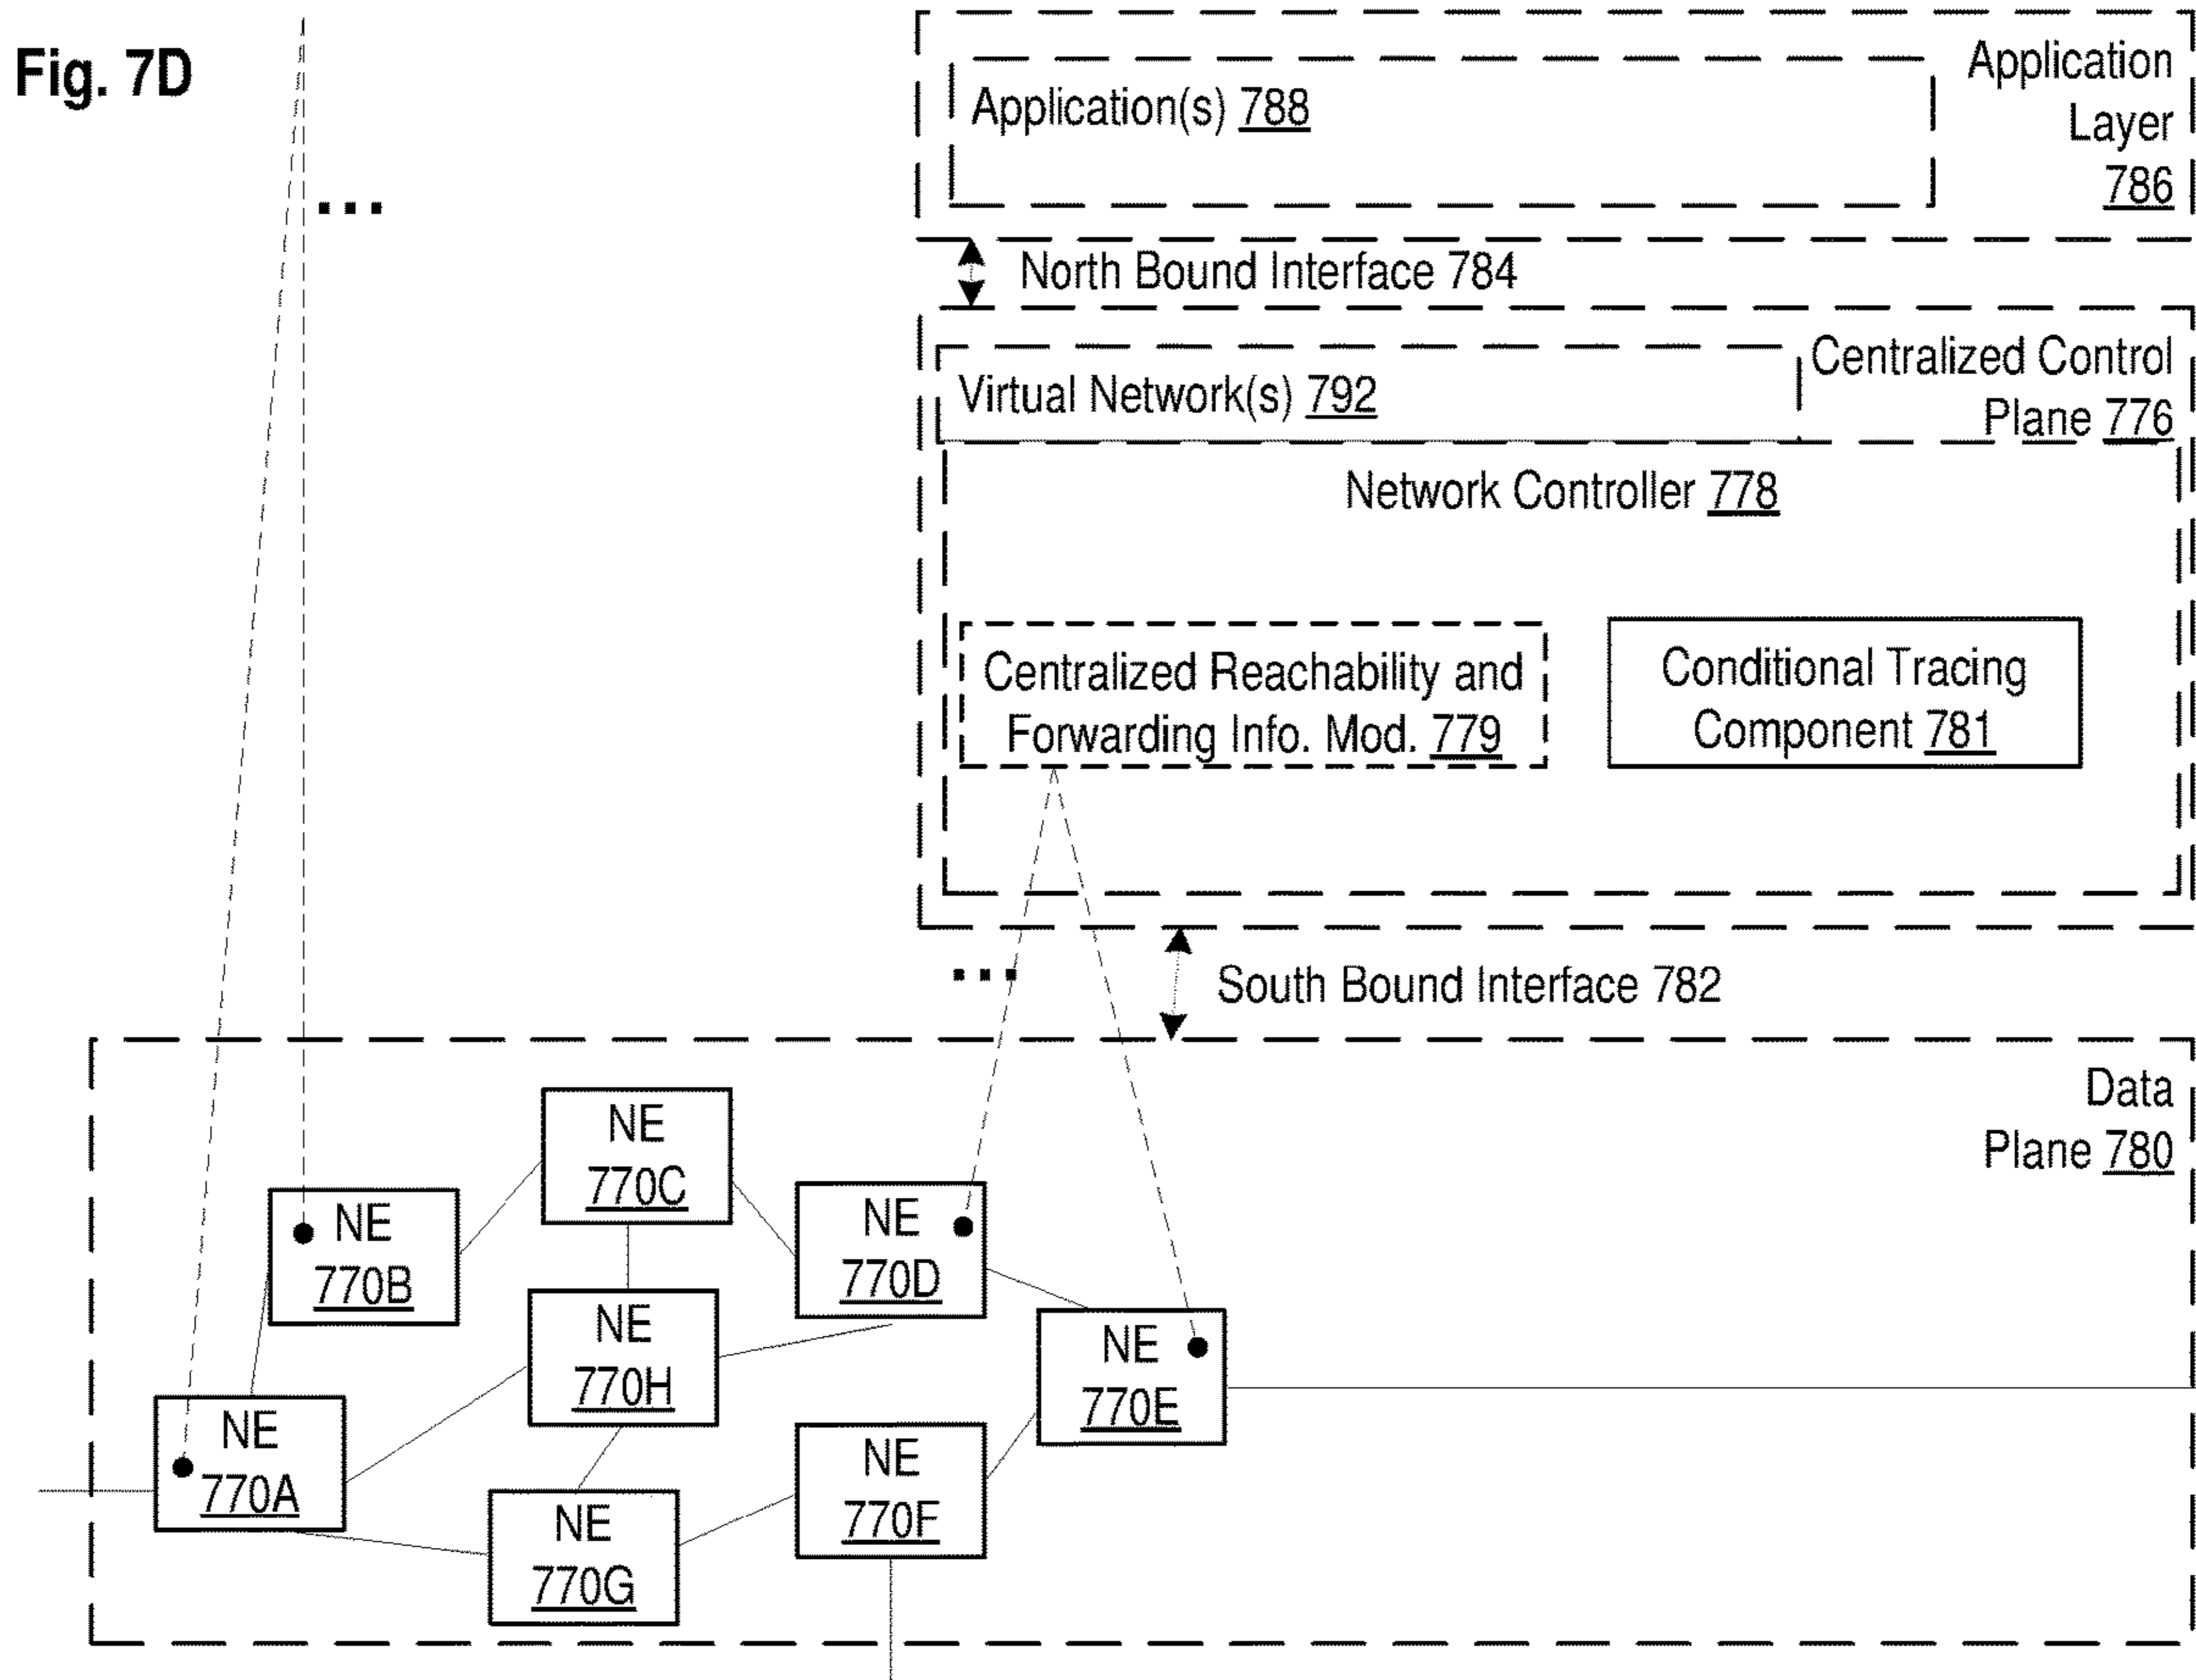 Fig. 7D
Application(s) 788
Application
Layer
786
North Bound Interface 784
Virtual Network(s) 792
Centralized Control
Plane 776
Network Controller 778
Centralized Reachability and
Forwarding Info. Mod. 779
Conditional Tracing
Component 781
South Bound Interface 782
Data
Plane 780
NE
770C
NE
770B
NE
770D
NE
770H
NE
770E
NE
770A
NE
770F
NE
770G